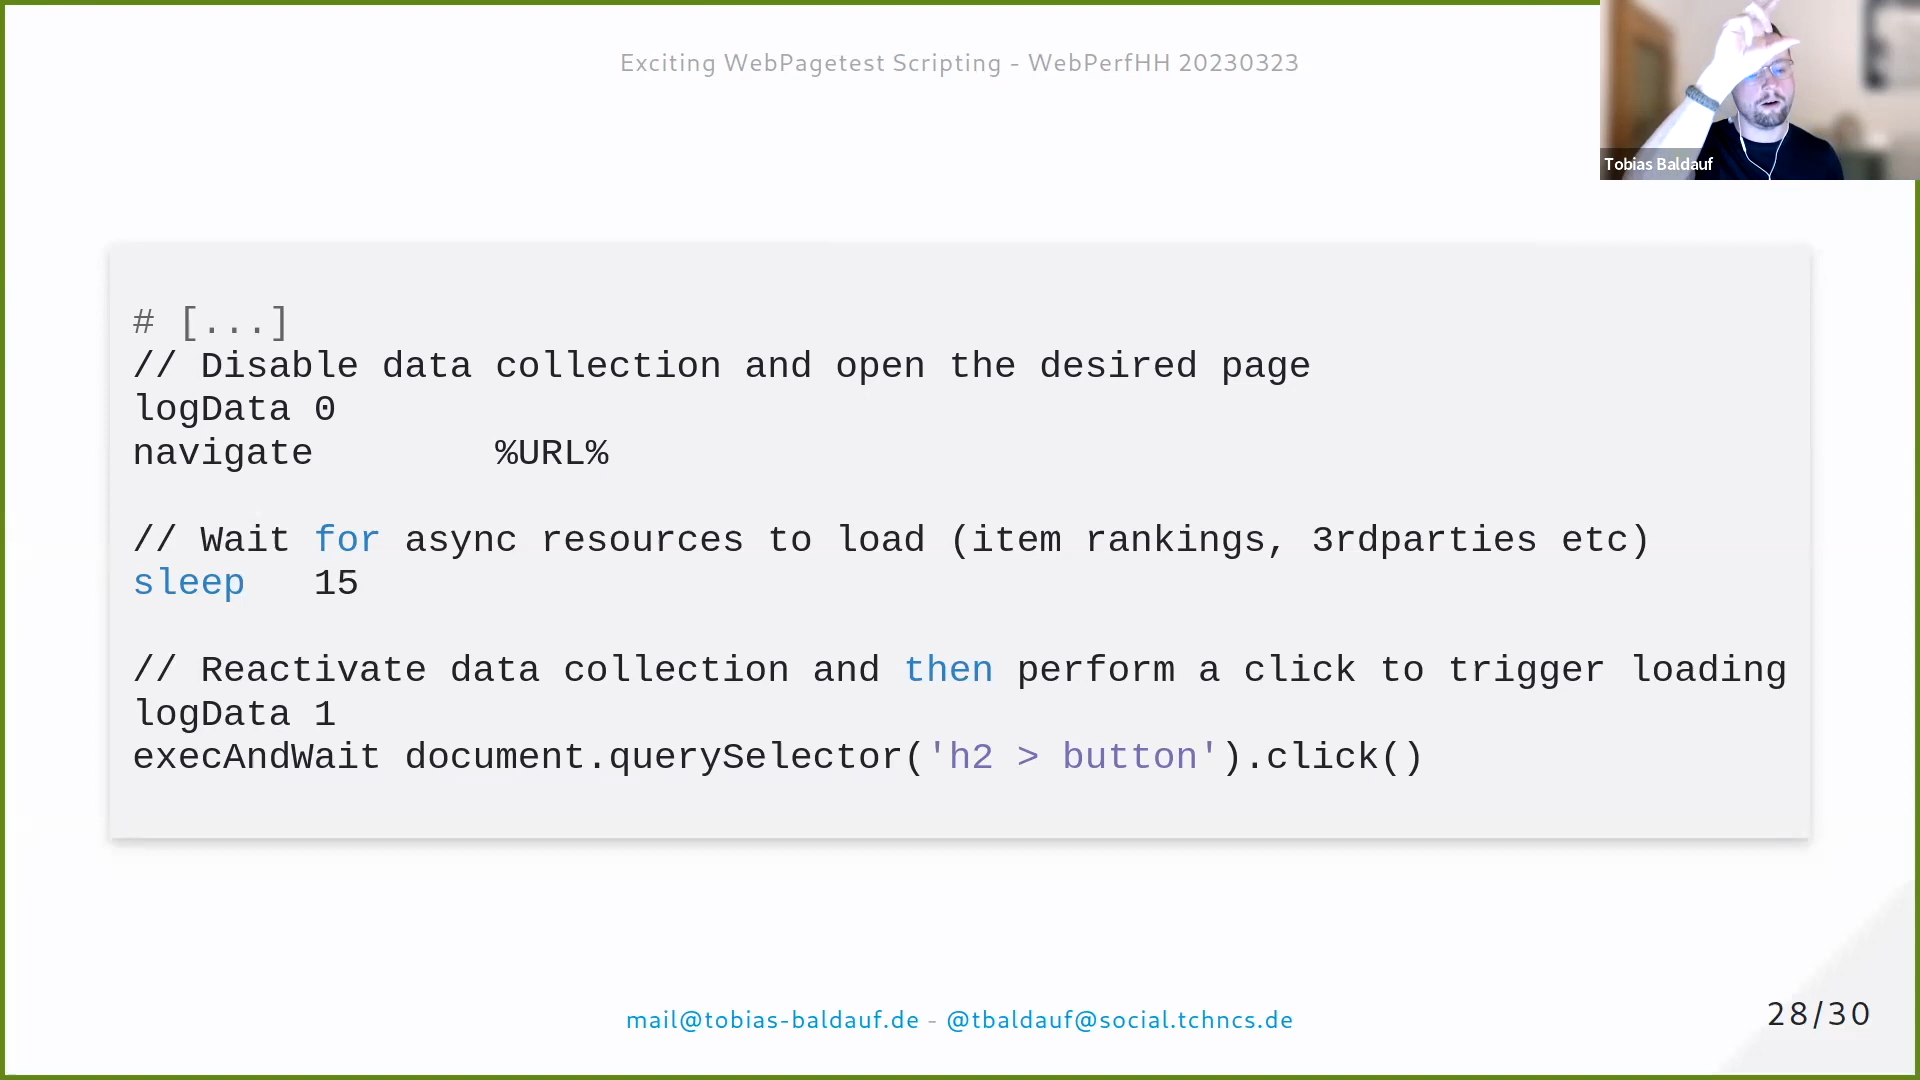 Exciting WebPagetest Scripting - WebPerfHH 20230323
Tobias Baldauf
# [...]
// Disable data collection and open the desired page
logData 0
navigate        %URL%
// Wait for async resources to load (item rankings, 3rdparties etc)
sleep   15
// Reactivate data collection and then perform a click to trigger loading
logData 1
execAndWait document.querySelector('h2 > button').click()
mail@tobias-baldauf.de - @tbaldauf@social.tchncs.de
28/30